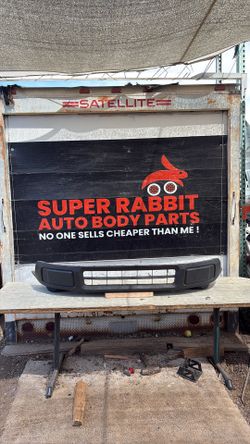 SATELLITE
SUPER RABBIT
AUTO BODY PARTS
NO ONE SELLS CHEAPER THAN ME !